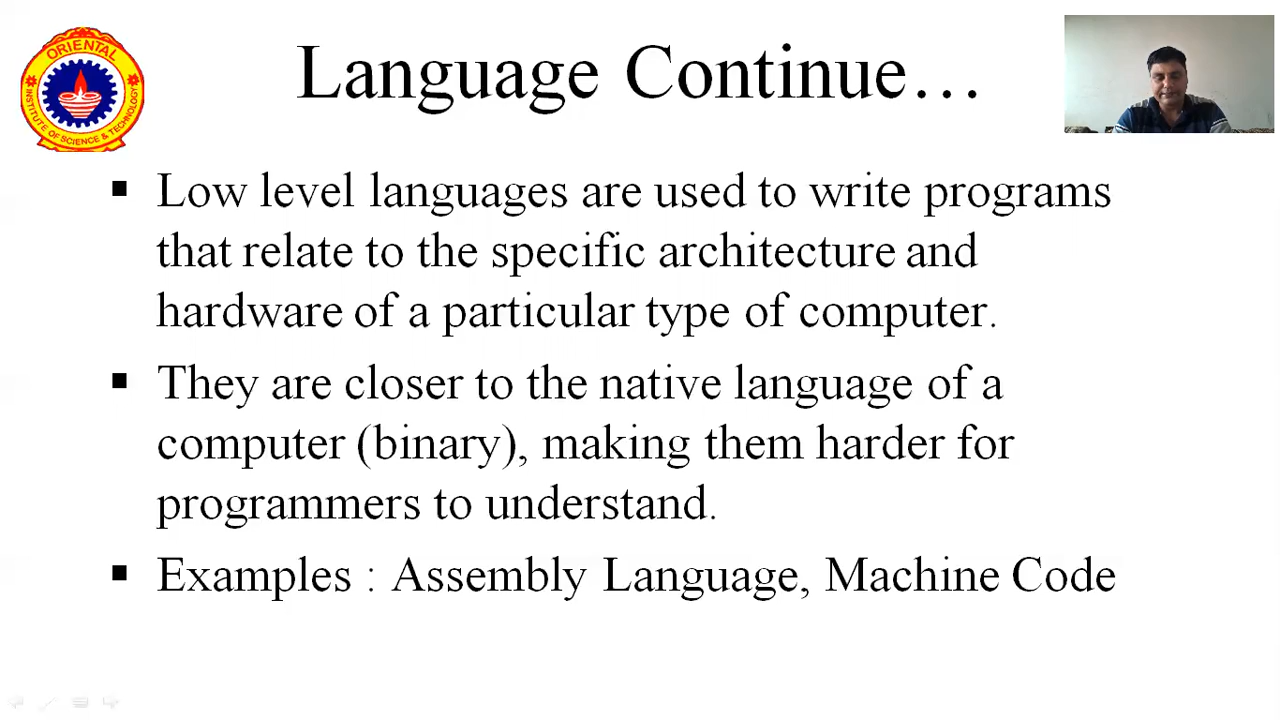 ORIENTAL
INSTITUTE OF SCIENCE & TECHNOLOGY
Language Continue…
▪ Low level languages are used to write programs
that relate to the specific architecture and
hardware of a particular type of computer.
▪ They are closer to the native language of a
computer (binary), making them harder for
programmers to understand.
▪ Examples : Assembly Language, Machine Code